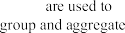 are used to
group and aggregate